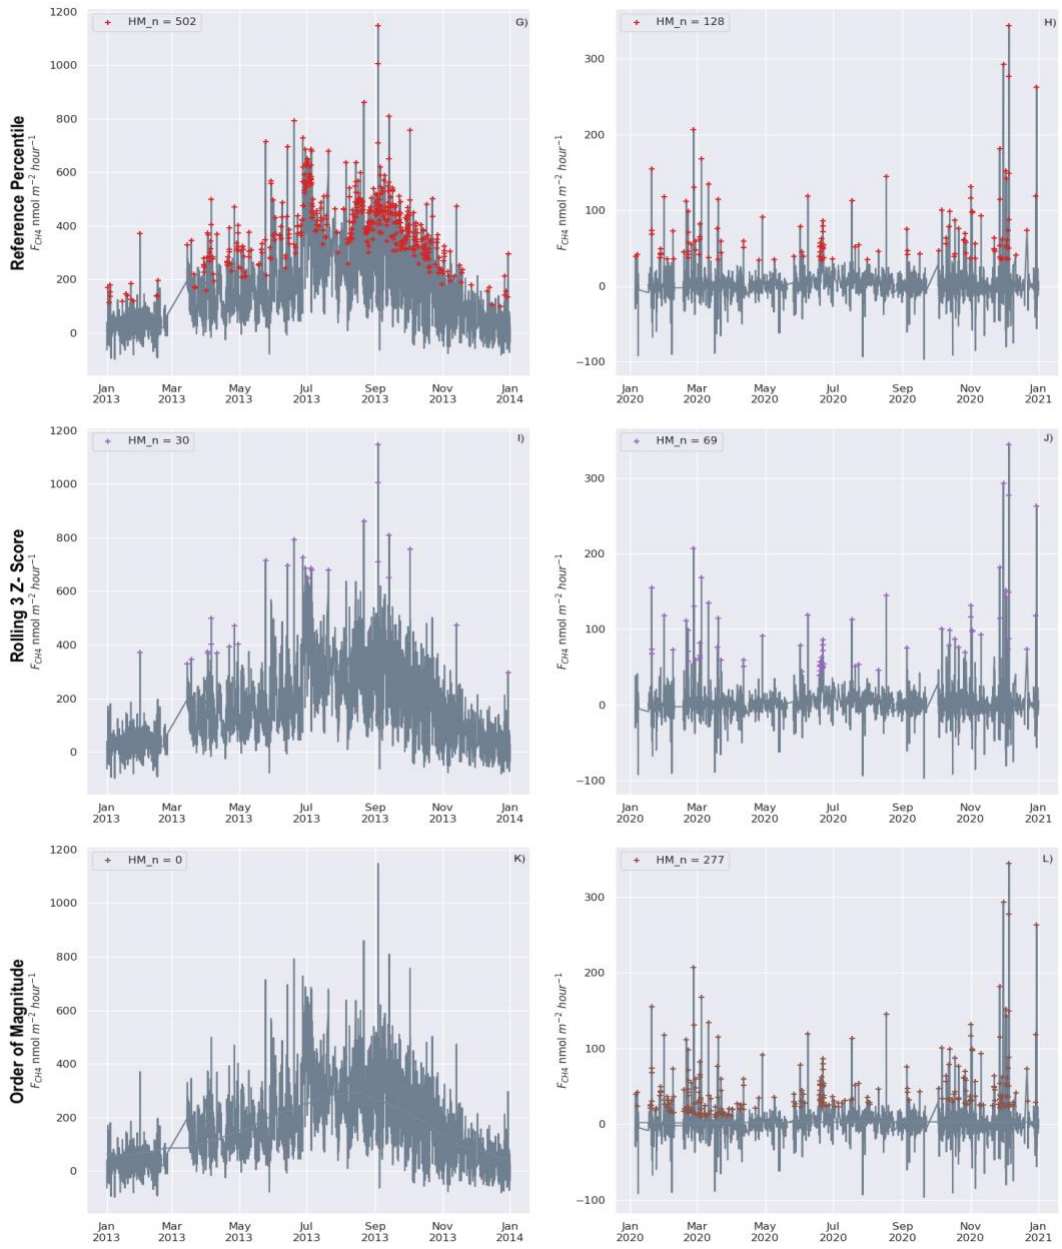 Reference Percentile
F_CH4 nmol m⁻² hour⁻¹
HM_n = 502
G)
1200
1000
800
600
400
200
0
Jan Mar May Jul Sep Nov Jan
2013 2013 2013 2013 2013 2013 2014
F_CH4 nmol m⁻² hour⁻¹
HM_n = 128
H)
300
200
100
0
−100
Jan Mar May Jul Sep Nov Jan
2020 2020 2020 2020 2020 2020 2021
Rolling 3 Z- Score
F_CH4 nmol m⁻² hour⁻¹
HM_n = 30
I)
1200
1000
800
600
400
200
0
Jan Mar May Jul Sep Nov Jan
2013 2013 2013 2013 2013 2013 2014
F_CH4 nmol m⁻² hour⁻¹
HM_n = 69
J)
300
200
100
0
−100
Jan Mar May Jul Sep Nov Jan
2020 2020 2020 2020 2020 2020 2021
Order of Magnitude
F_CH4 nmol m⁻² hour⁻¹
HM_n = 0
K)
1200
1000
800
600
400
200
0
Jan Mar May Jul Sep Nov Jan
2013 2013 2013 2013 2013 2013 2014
F_CH4 nmol m⁻² hour⁻¹
HM_n = 277
L)
300
200
100
0
−100
Jan Mar May Jul Sep Nov Jan
2020 2020 2020 2020 2020 2020 2021